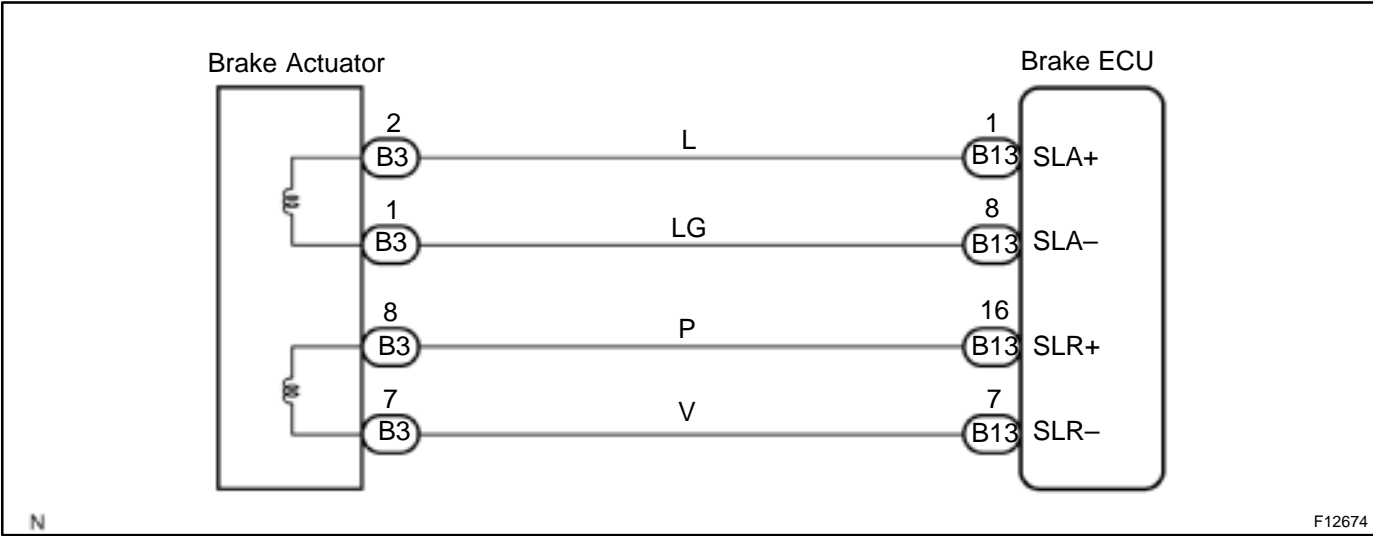 Brake Actuator Brake ECU
2 L 1
B3 B13 SLA+
1 LG 8
B3 B13 SLA–
8 P 16
B3 B13 SLR+
7 V 7
B3 B13 SLR–
N F12674